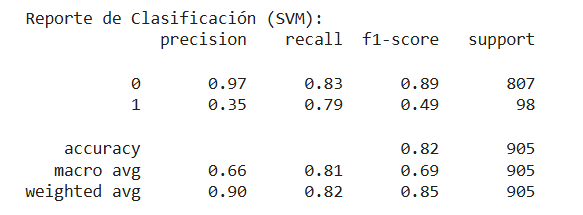 Reporte de Clasificación (SVM):
precision recall f1-score support
0 0.97 0.83 0.89 807
1 0.35 0.79 0.49 98
accuracy 0.82 905
macro avg 0.66 0.81 0.69 905
weighted avg 0.90 0.82 0.85 905